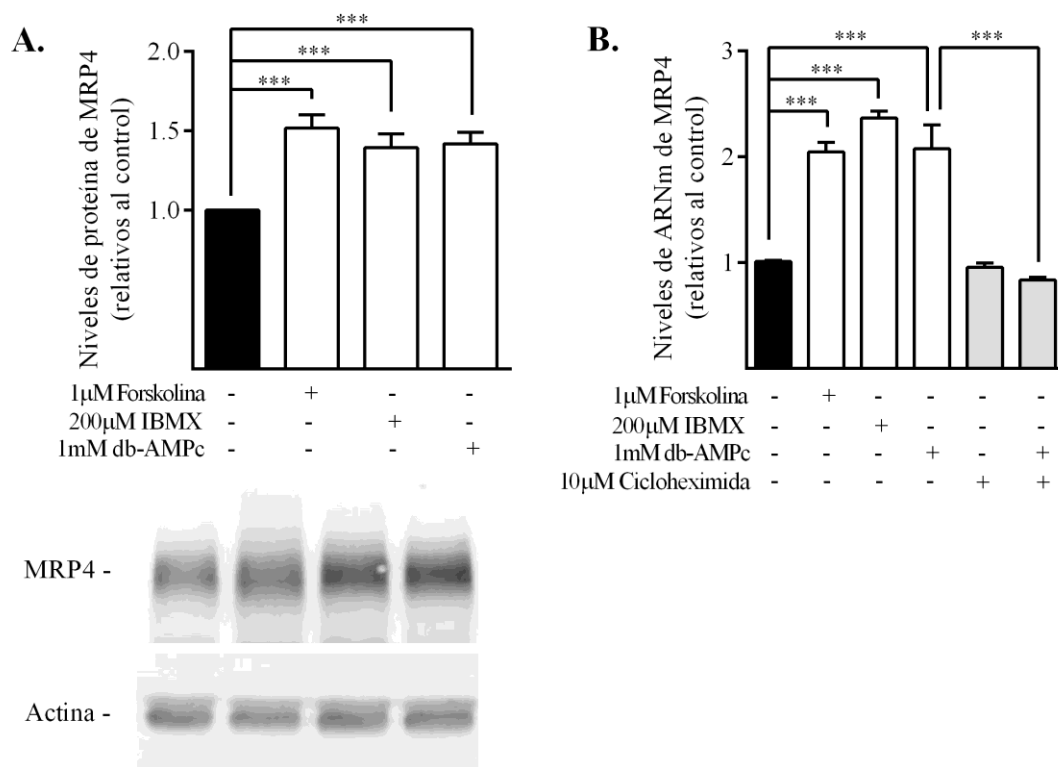 A.
Niveles de proteína de MRP4
(relativos al control)
2.0
1.5
1.0
***
***
***
1μM Forskolina - + - -
200μM IBMX - - + -
1mM db-AMPc - - - +
MRP4 -
Actina -
B.
Niveles de ARNm de MRP4
(relativos al control)
3
2
1
*** ***
***
***
1μM Forskolina - + - - - -
200μM IBMX - - + - - -
1mM db-AMPc - - - + - +
10μM Cicloheximida - - - - + +